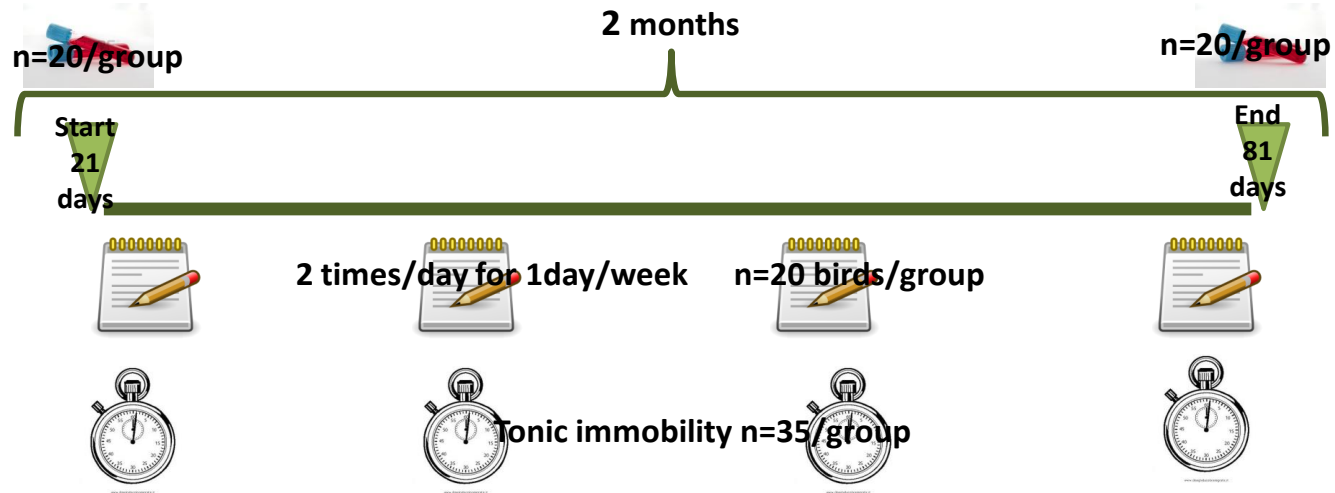 2 months
n=20/group
n=20/group
Start
21
days
End
81
days
2 times/day for 1day/week
n=20 birds/group
Tonic immobility n=35/group